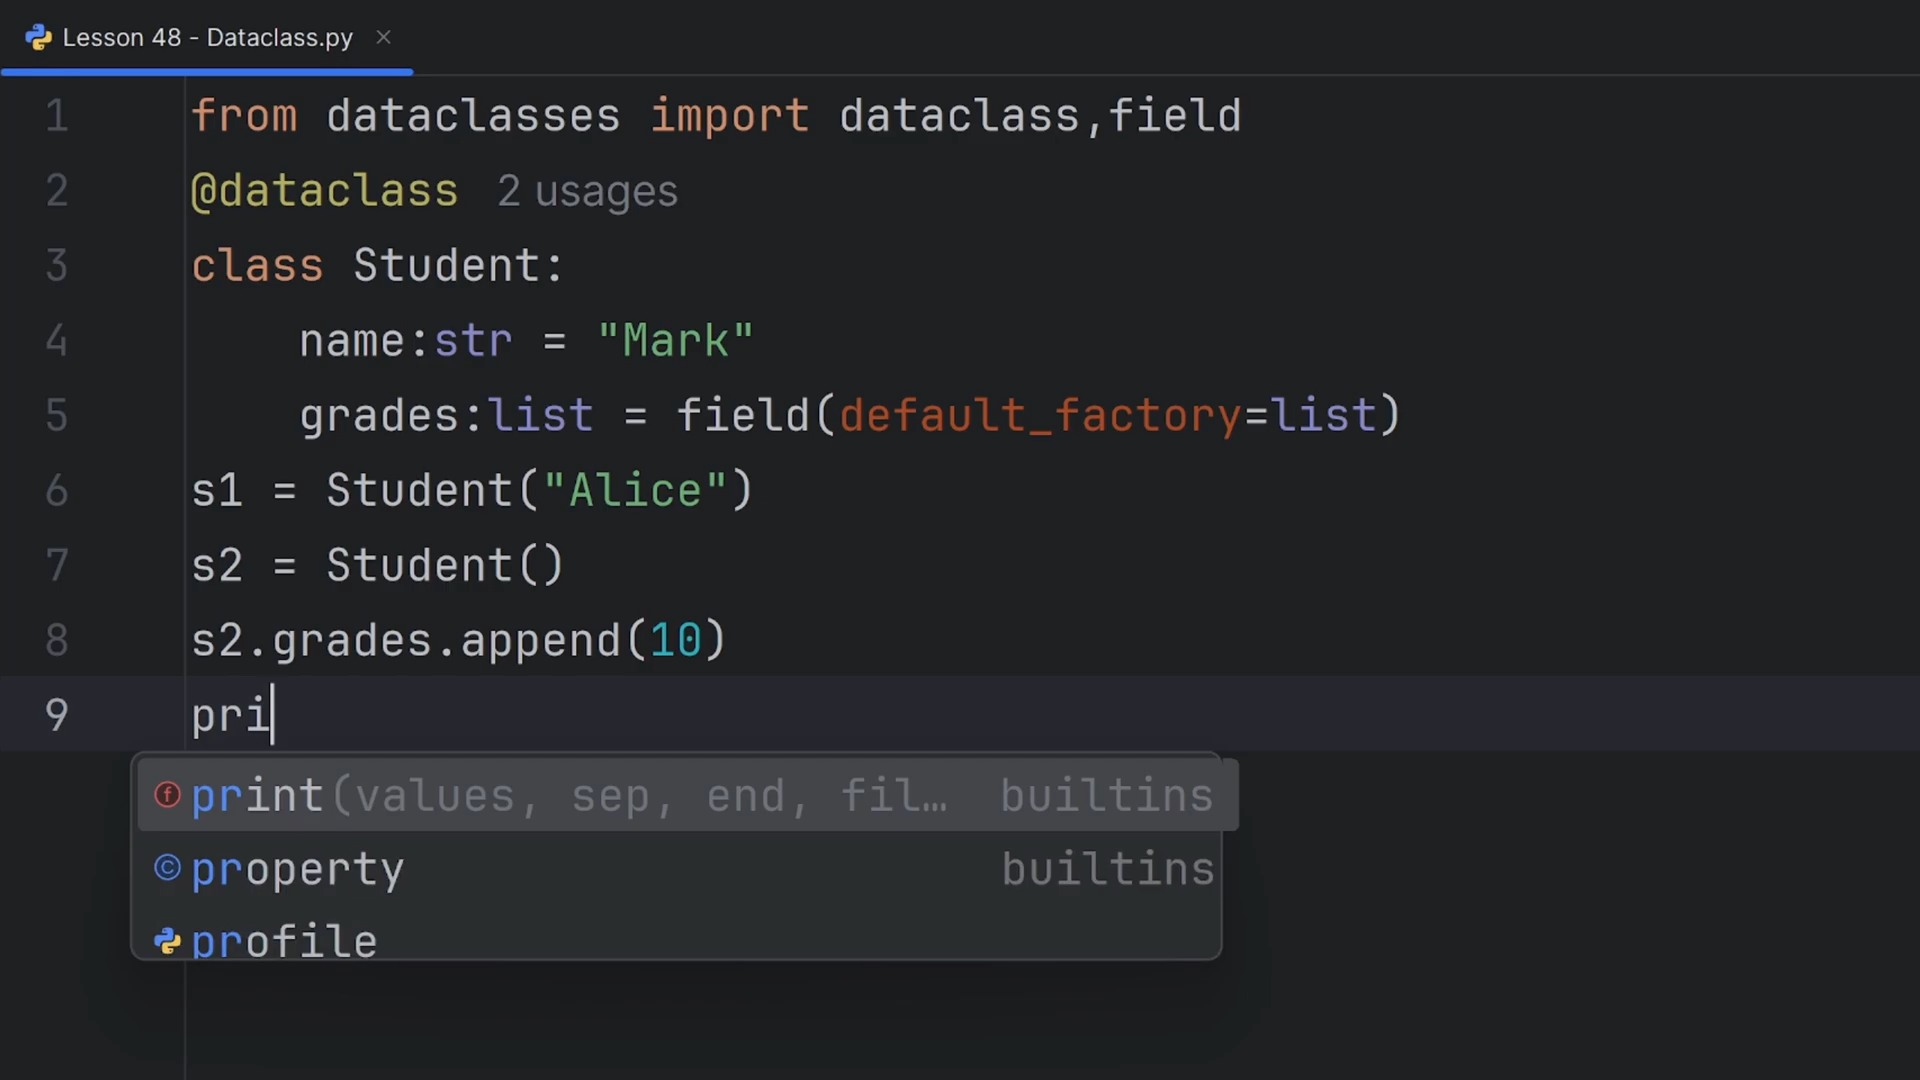 Lesson 48 - Dataclass.py ×
1 from dataclasses import dataclass,field
2 @dataclass 2 usages
3 class Student:
4     name:str = "Mark"
5     grades:list = field(default_factory=list)
6 s1 = Student("Alice")
7 s2 = Student()
8 s2.grades.append(10)
9 pri
f print(values, sep, end, fil… builtins
C property builtins
profile